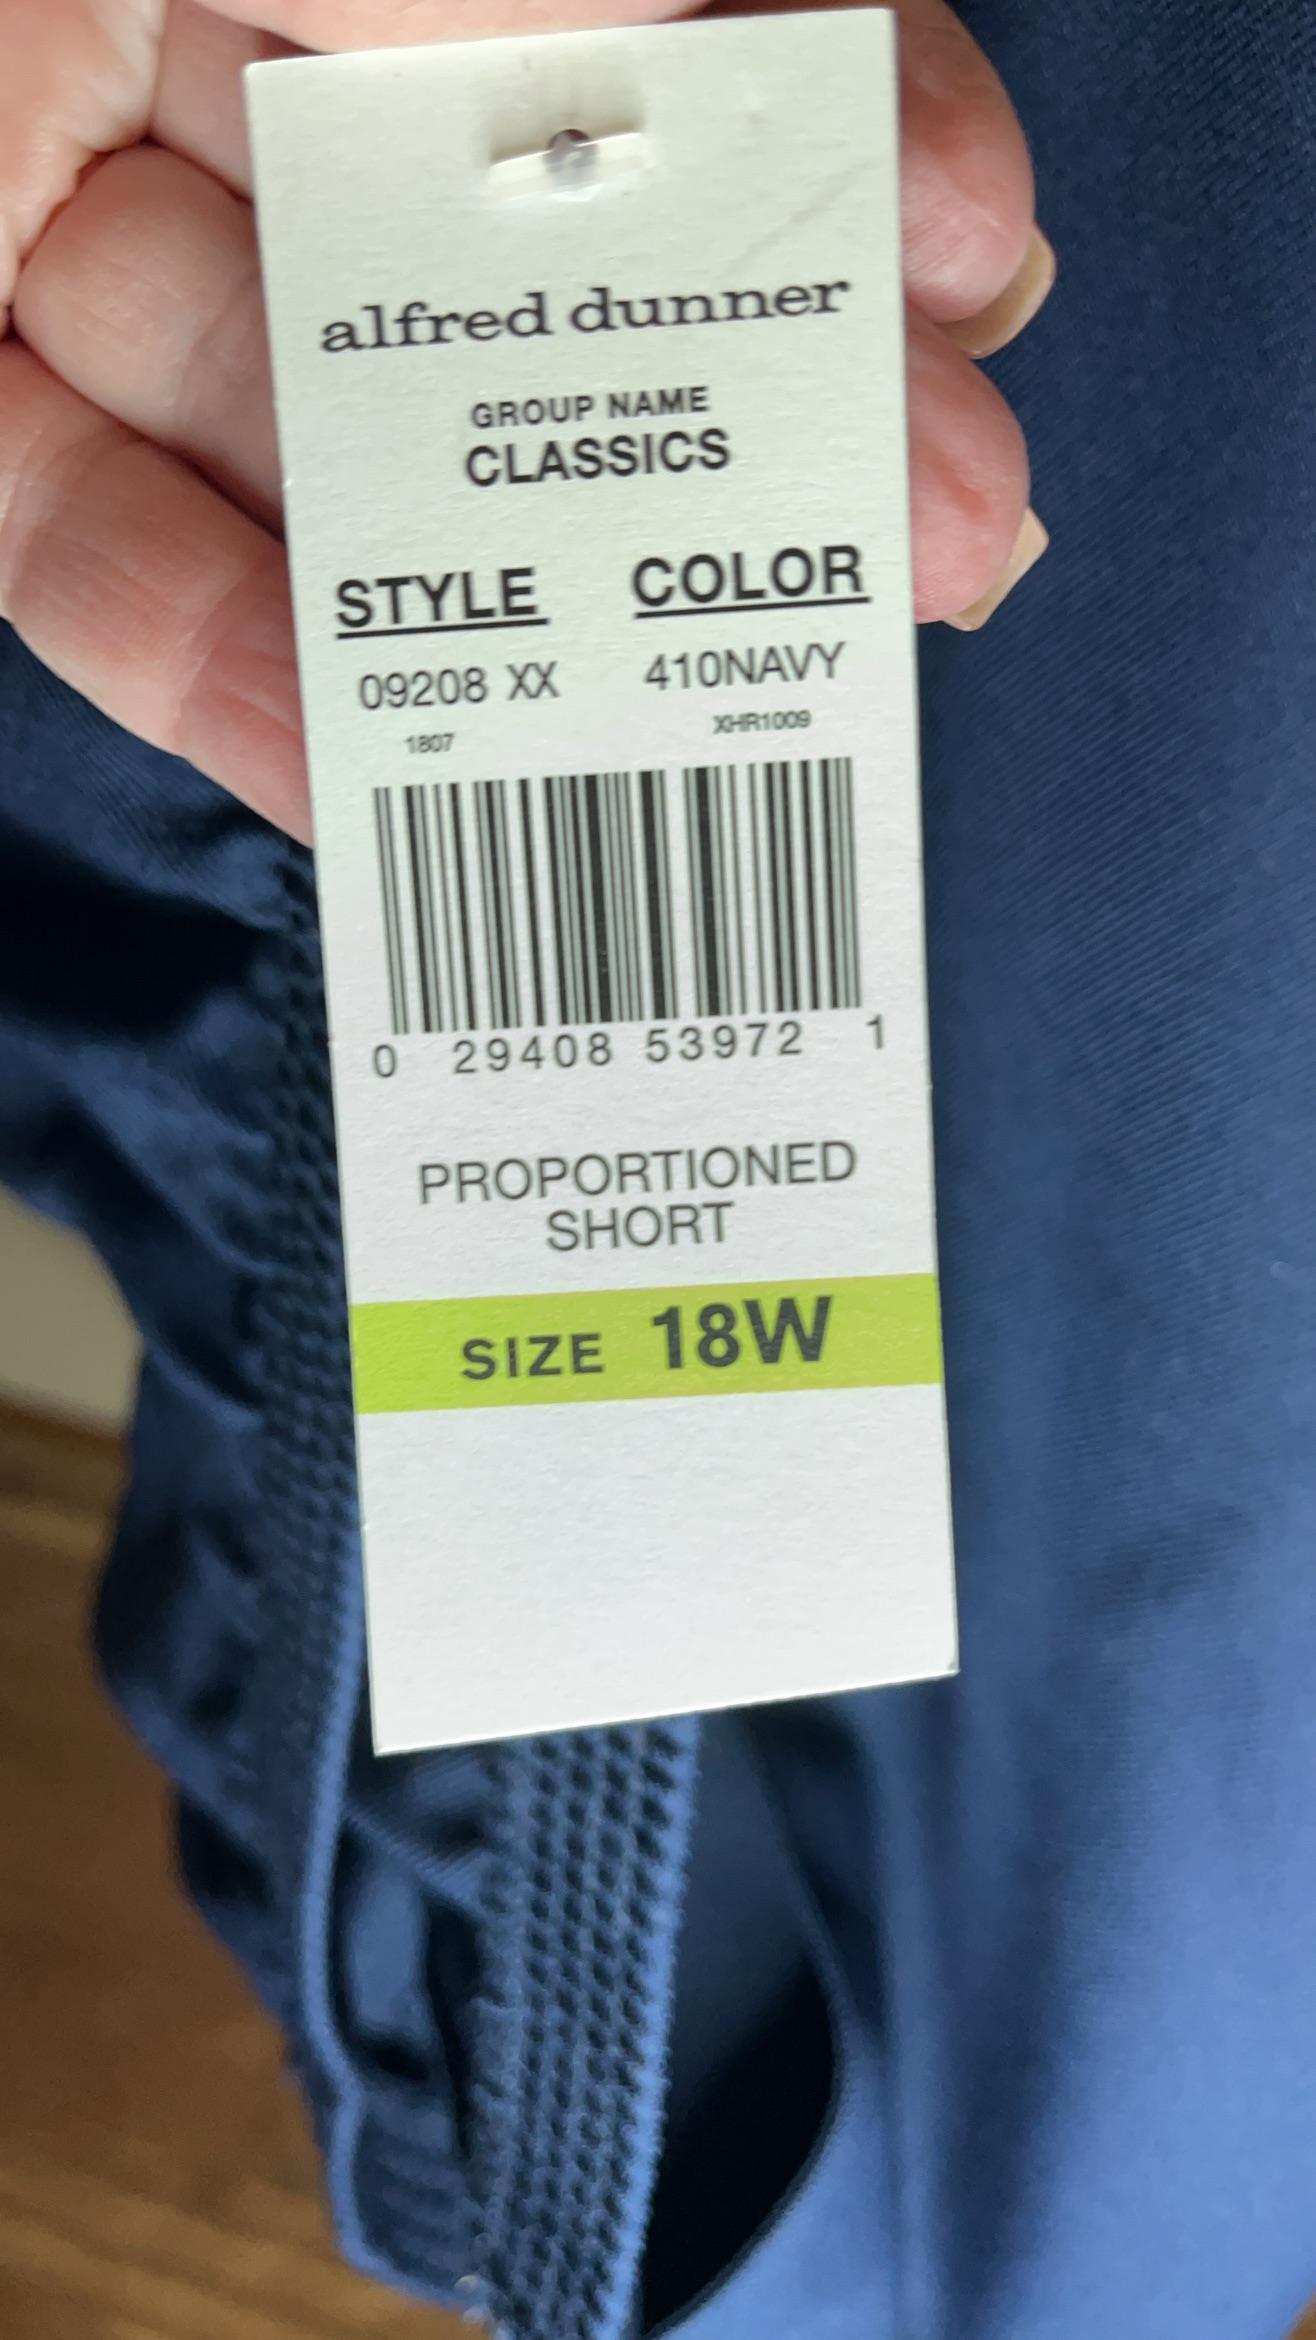 alfred dunner
GROUP NAME
CLASSICS
STYLE COLOR
09208 XX 410NAVY
1807 XHR1009
0 29408 53972 1
PROPORTIONED
SHORT
SIZE 18W